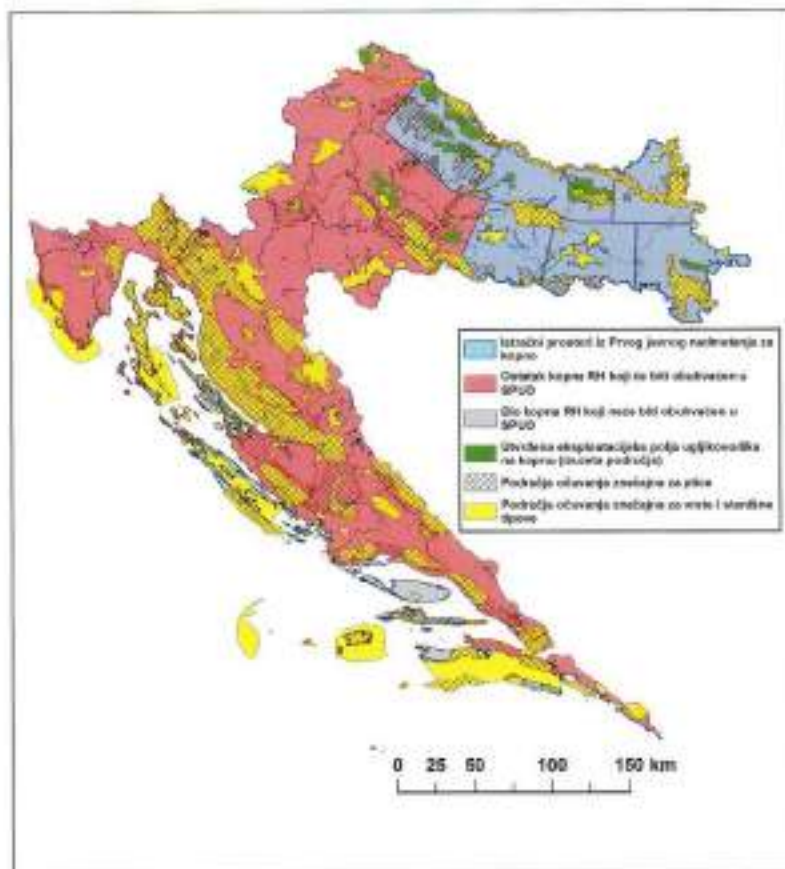 Istražni prostori iz Prvog javnog nadmetanja za
kopno
Ostatak kopna RH koji će biti obuhvaćen u
SPUO
Dio kopna RH koji neće biti obuhvaćen u
SPUO
Utvrđena eksploatacijska polja ugljikovodika
na kopnu (izuzeta područja)
Područja očuvanja značajna za ptice
Područja očuvanja značajna za vrste i stanišne
tipove
0 25 50 100 150 km